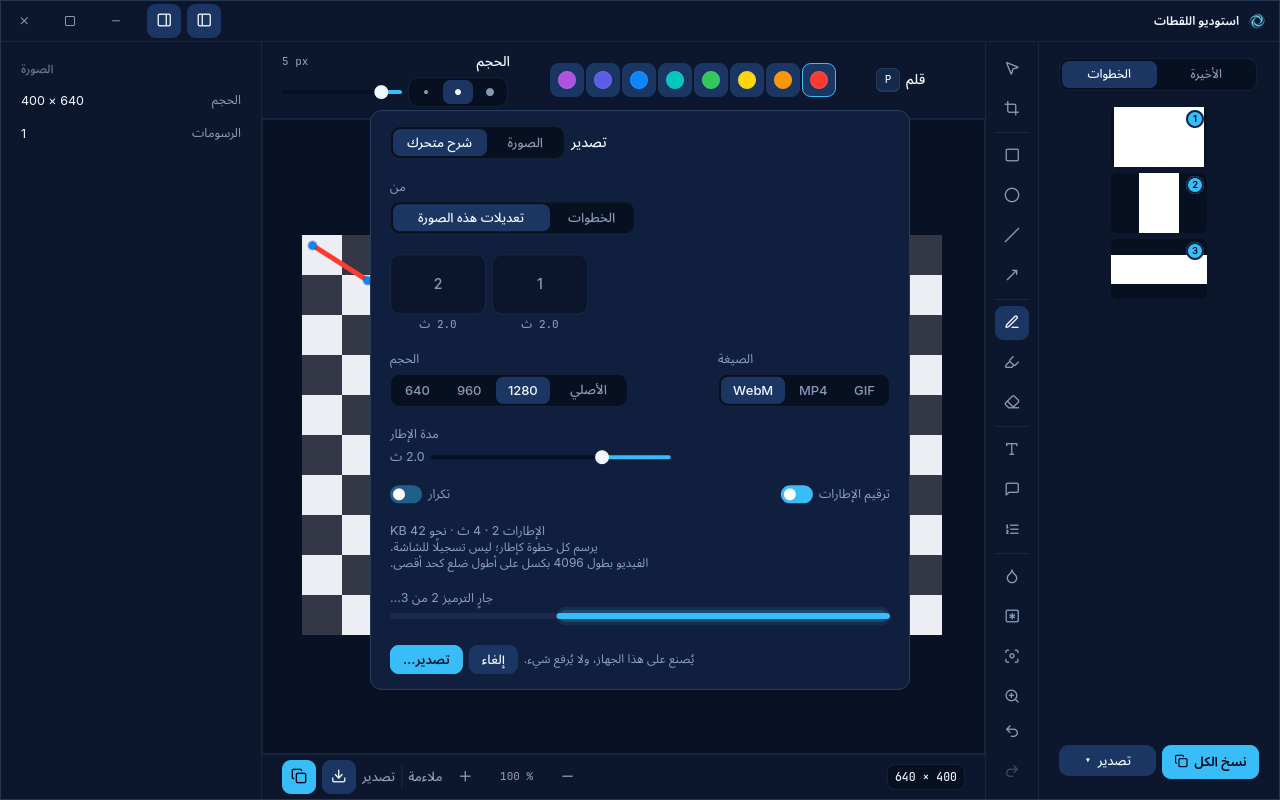 استوديو اللقطات
الأخيرة
الخطوات
1
2
3
نسخ الكل
تصدير
قلم
P
الحجم
5 px
تصدير
الصورة
شرح متحرك
من
الخطوات
تعديلات هذه الصورة
1
2
2.0 ث
2.0 ث
الصيغة
الحجم
GIF
MP4
WebM
الأصلي
1280
960
640
مدة الإطار
2.0 ث
ترقيم الإطارات
تكرار
الإطارات 2 · 4 ث · نحو 42 KB
يرسم كل خطوة كإطار؛ ليس تسجيلًا للشاشة.
الفيديو بطول 4096 بكسل على أطول ضلع كحد أقصى.
جارٍ الترميز 2 من 3...
يُصنع على هذا الجهاز، ولا يُرفع شيء.
إلغاء
تصدير...
640 × 400
100 %
ملاءمة
تصدير
الصورة
الحجم
640 × 400
الرسومات
1